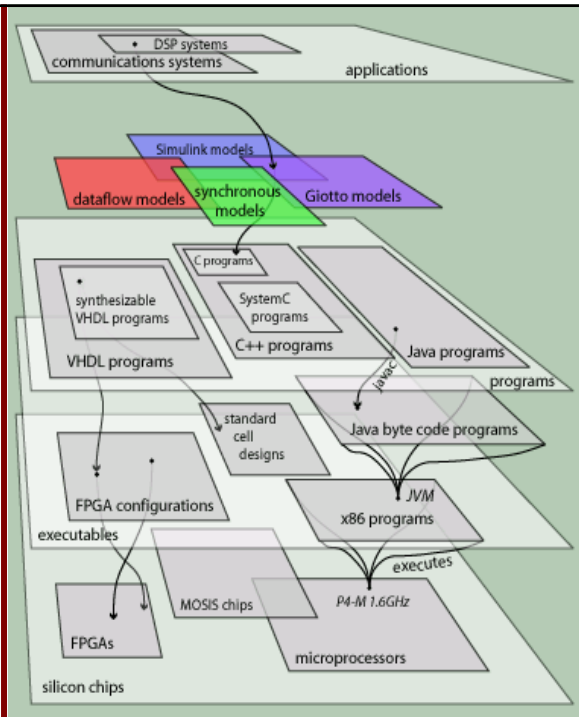 DSP systems
communications systems
applications
Simulink models
dataflow models
synchronous
models
Giotto models
C programs
synthesizable
VHDL programs
SystemC
programs
VHDL programs
C++ programs
Java programs
programs
javac
standard
cell
designs
Java byte code programs
FPGA configurations
JVM
x86 programs
executables
executes
MOSIS chips
P4-M 1.6GHz
FPGAs
microprocessors
silicon chips